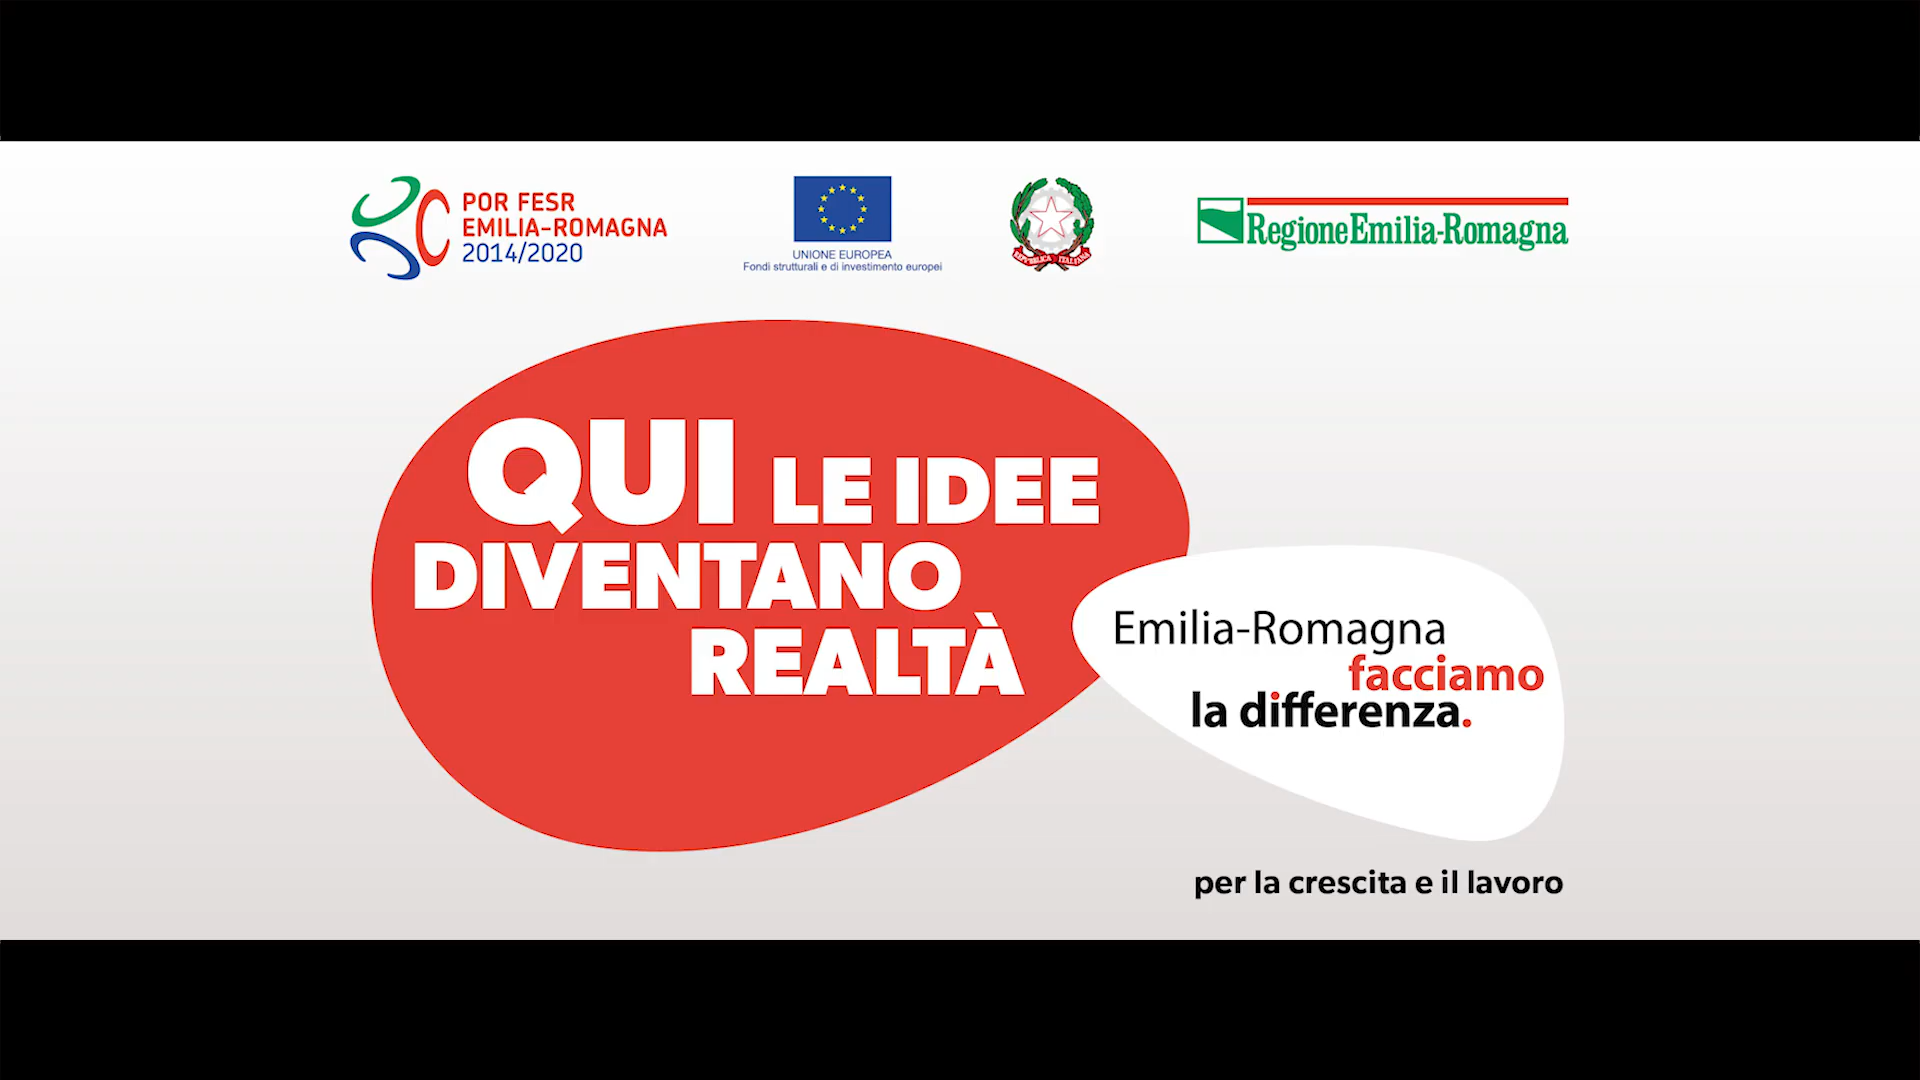 POR FESR
EMILIA-ROMAGNA
2014/2020
UNIONE EUROPEA
Fondi strutturali e di investimento europei
REPVBBLICA ITALIANA
RegioneEmilia-Romagna
QUI LE IDEE
DIVENTANO
REALTÀ
Emilia-Romagna
facciamo
la differenza.
per la crescita e il lavoro